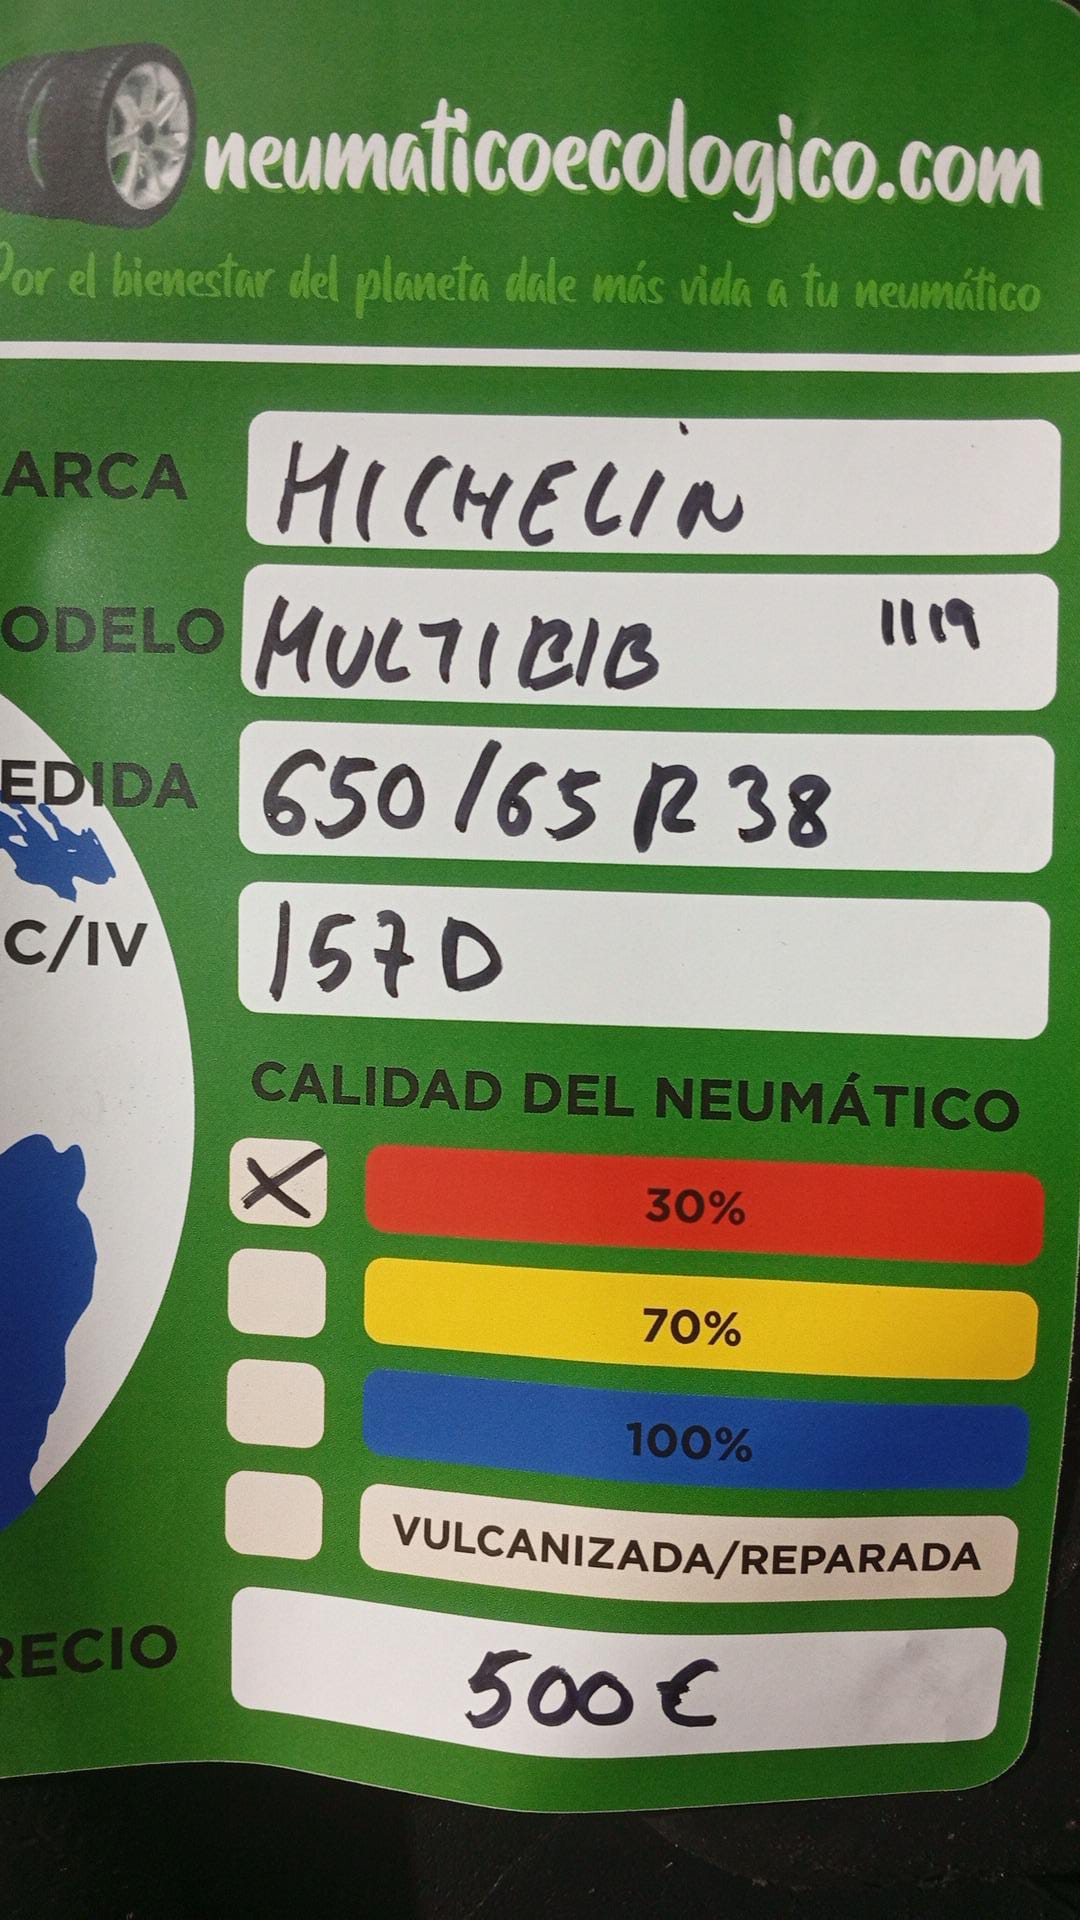 neumaticoecologico.com
Por el bienestar del planeta dale más vida a tu neumático
ARCA MICHELIN
ODELO MULTIBIB 1119
EDIDA 650/65 R 38
C/IV 157D
CALIDAD DEL NEUMÁTICO
X 30%
70%
100%
VULCANIZADA/REPARADA
RECIO 500 €